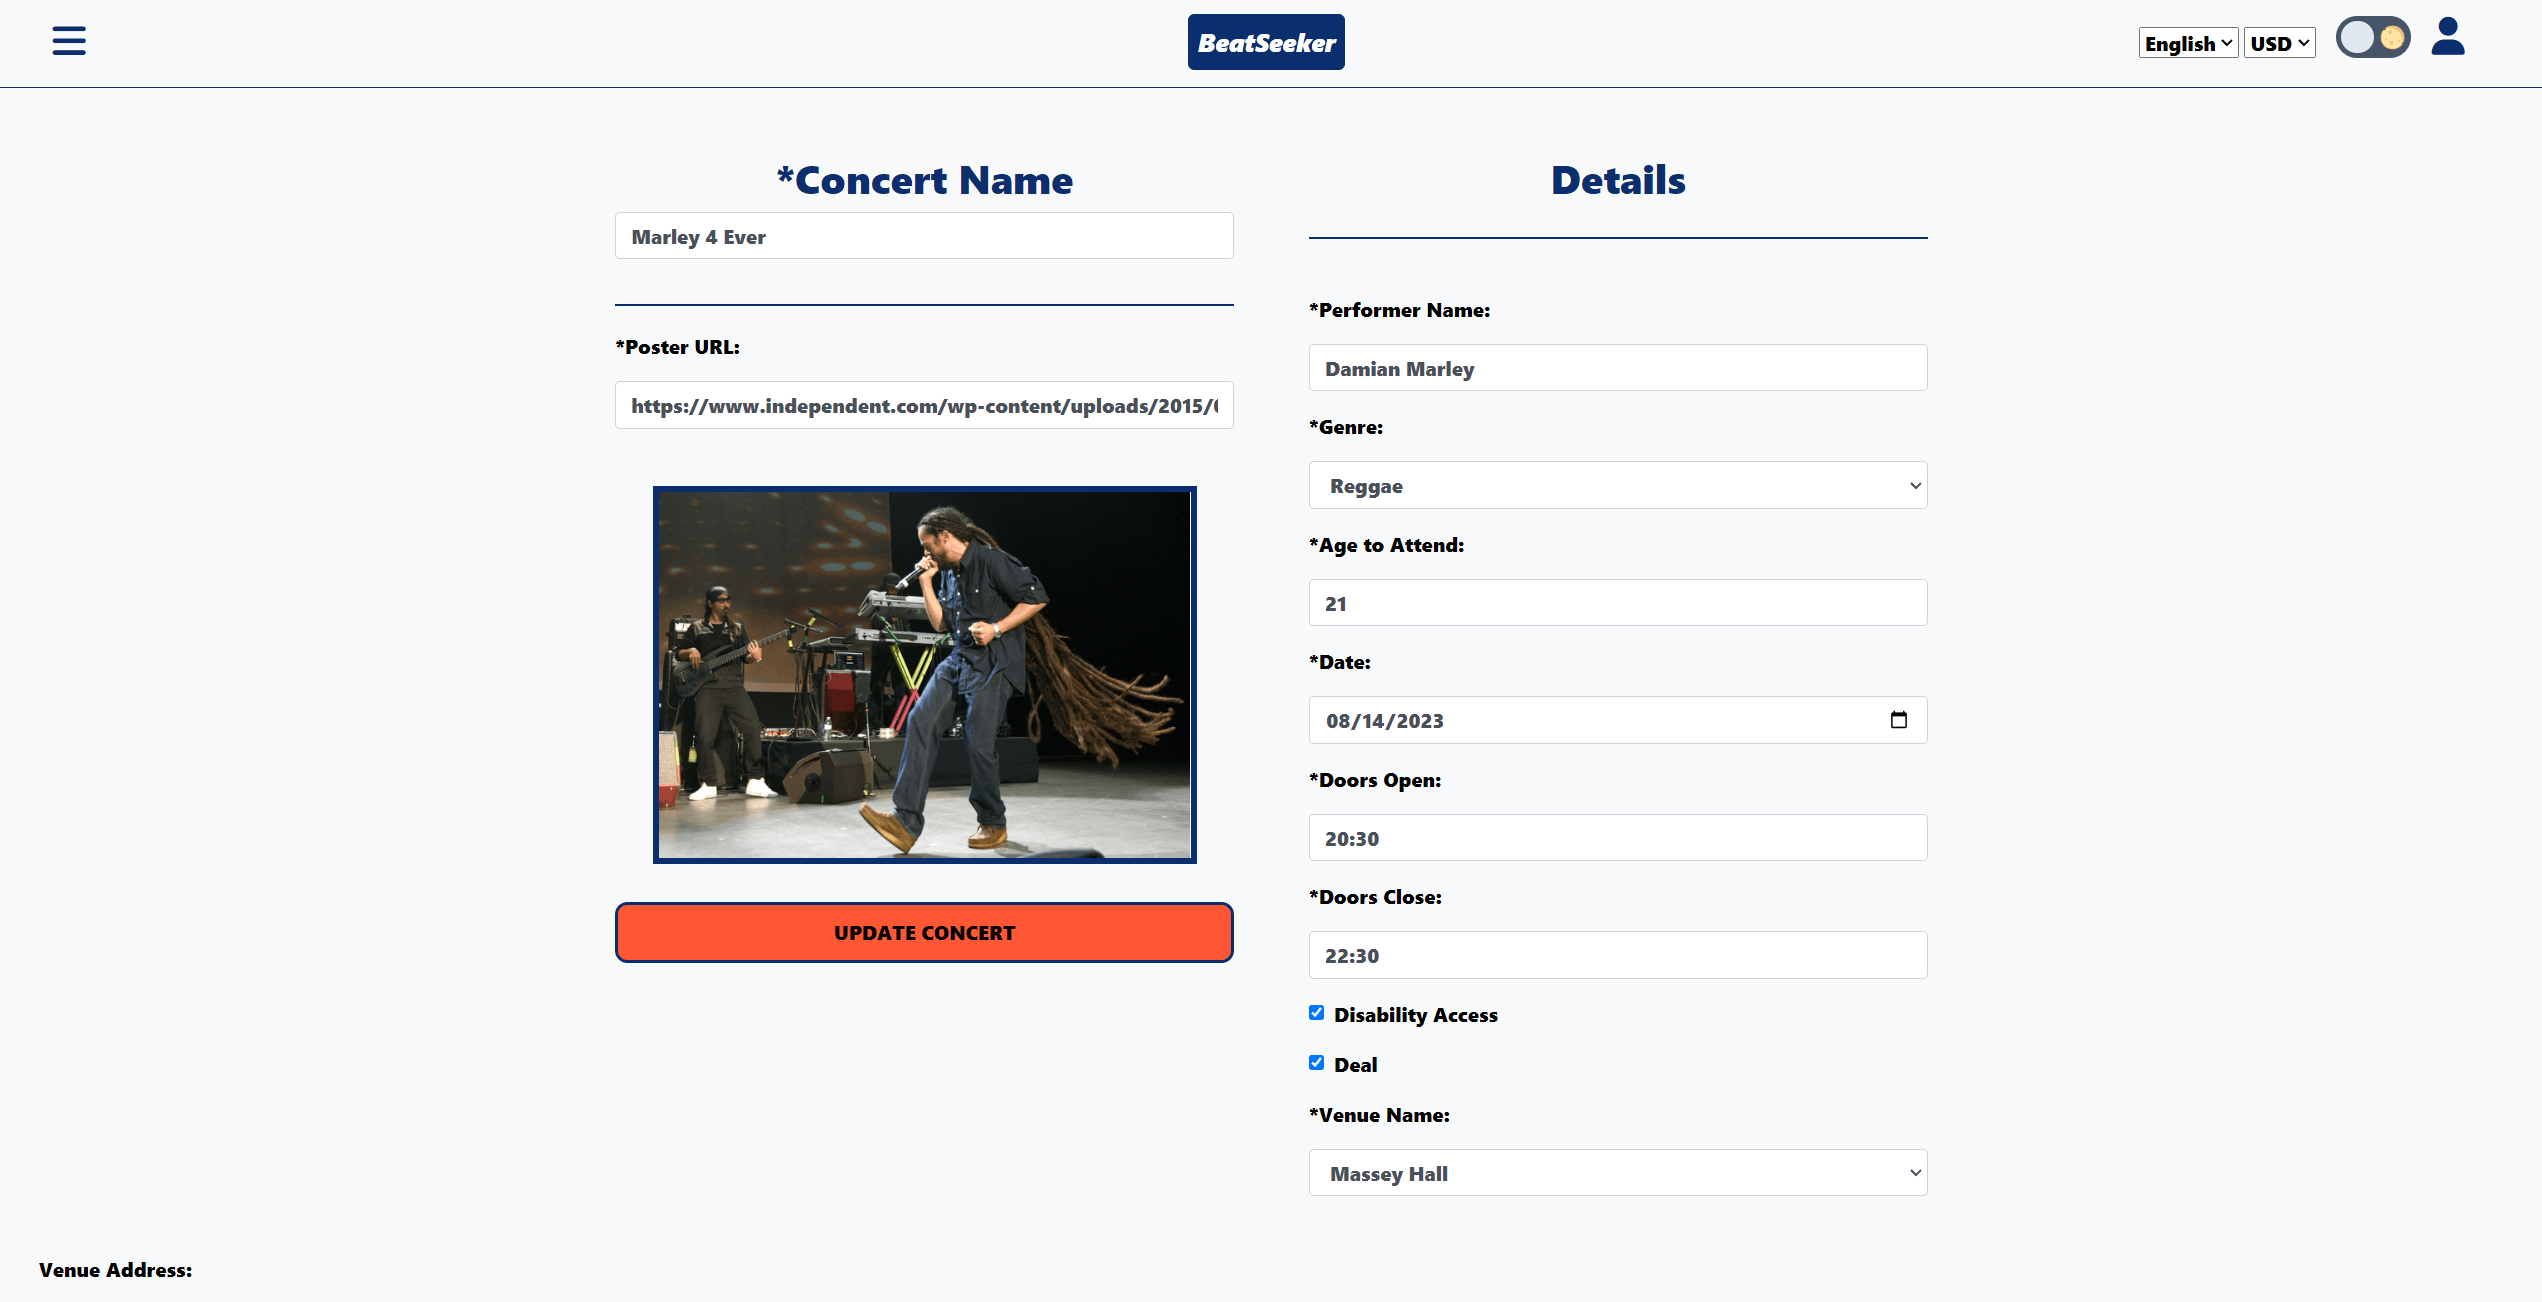 BeatSeeker
English
USD
*Concert Name
Marley 4 Ever
*Poster URL:
https://www.independent.com/wp-content/uploads/2015/
UPDATE CONCERT
Details
*Performer Name:
Damian Marley
*Genre:
Reggae
*Age to Attend:
21
*Date:
08/14/2023
*Doors Open:
20:30
*Doors Close:
22:30
Disability Access
Deal
*Venue Name:
Massey Hall
Venue Address: